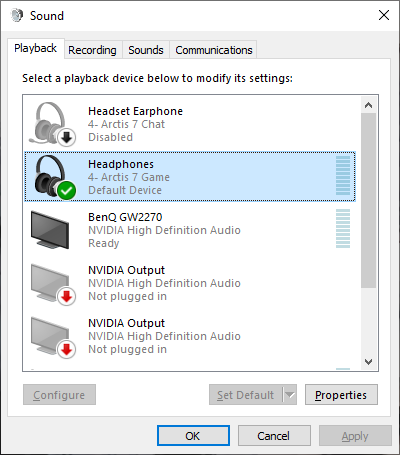 Sound
Playback Recording Sounds Communications
Select a playback device below to modify its settings:
Headset Earphone
4- Arctis 7 Chat
Disabled
Headphones
4- Arctis 7 Game
Default Device
BenQ GW2270
NVIDIA High Definition Audio
Ready
NVIDIA Output
NVIDIA High Definition Audio
Not plugged in
NVIDIA Output
NVIDIA High Definition Audio
Not plugged in
Configure Set Default Properties
OK Cancel Apply